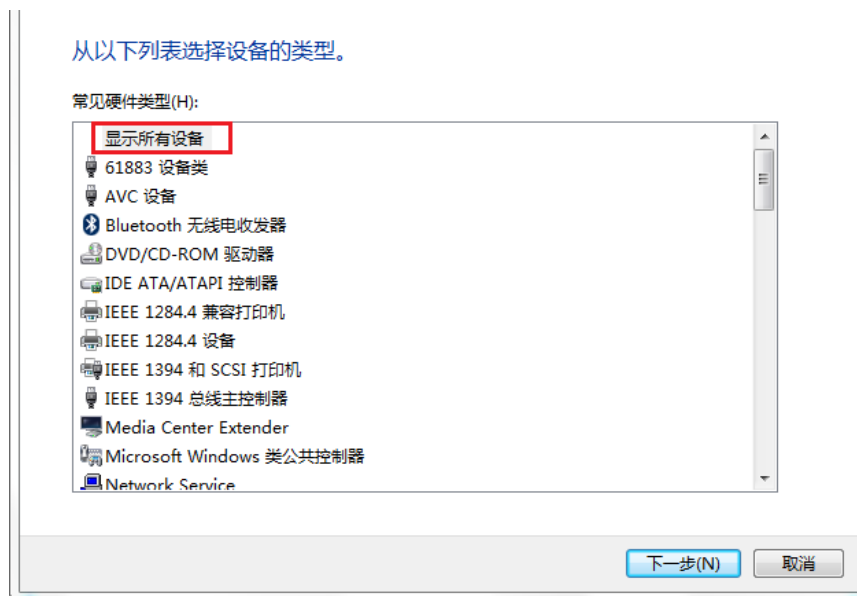 从以下列表选择设备的类型。
常见硬件类型(H):
显示所有设备
61883 设备类
AVC 设备
Bluetooth 无线电收发器
DVD/CD-ROM 驱动器
IDE ATA/ATAPI 控制器
IEEE 1284.4 兼容打印机
IEEE 1284.4 设备
IEEE 1394 和 SCSI 打印机
IEEE 1394 总线主控制器
Media Center Extender
Microsoft Windows 类公共控制器
Network Service
下一步(N) 取消